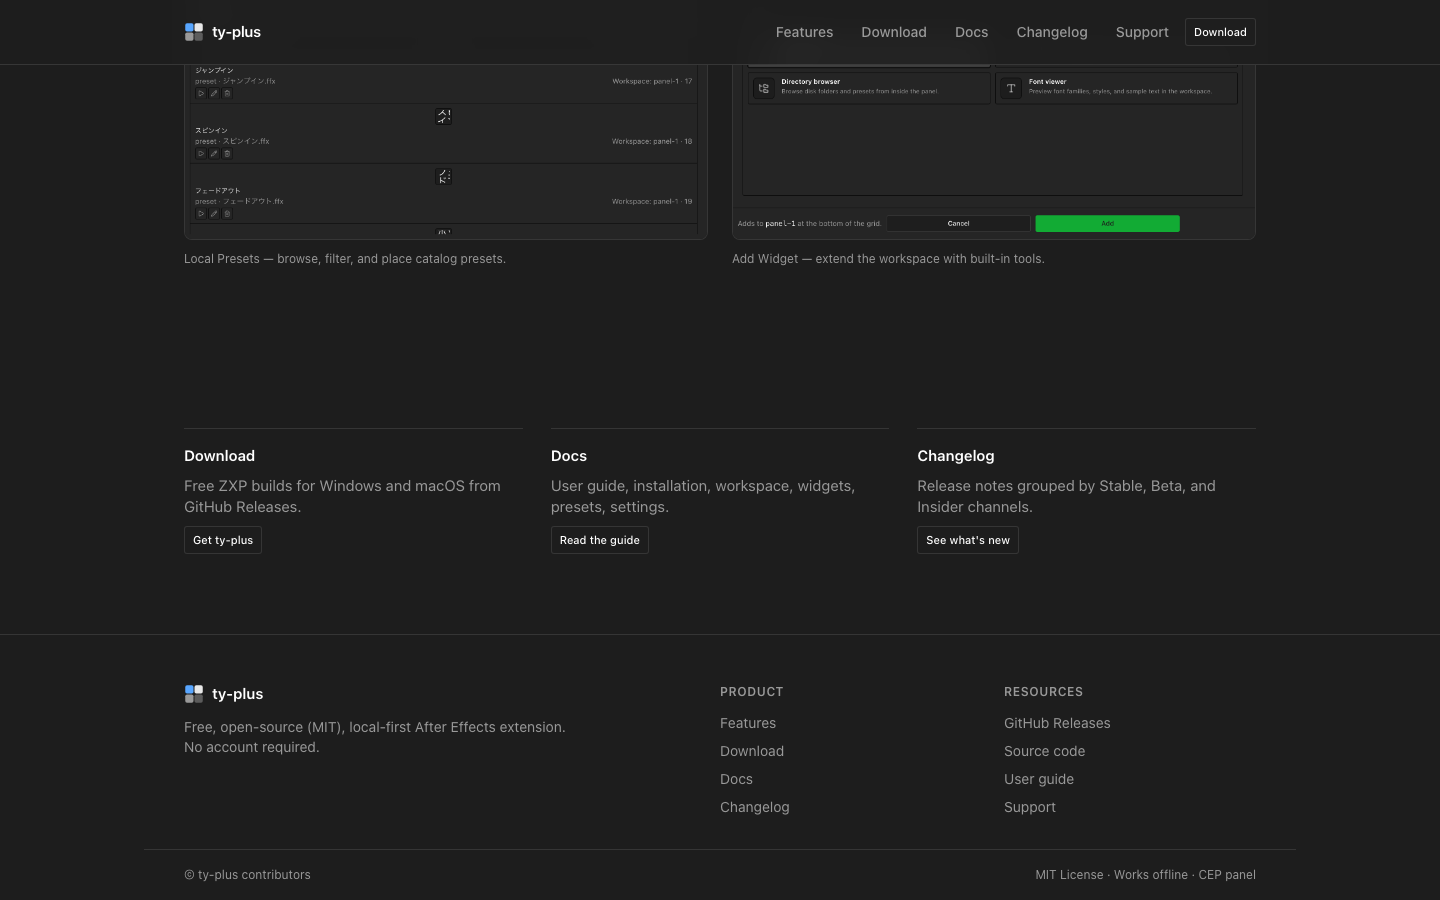 ty-plus
Features
Download
Docs
Changelog
Support
Download
ジャンプイン
preset · ジャンプイン.ffx
Workspace: panel-1 · 17
スピンイン
preset · スピンイン.ffx
Workspace: panel-1 · 18
フェードアウト
preset · フェードアウト.ffx
Workspace: panel-1 · 19
Directory browser
Browse disk folders and presets from inside the panel.
Font viewer
Preview font families, styles, and sample text in the workspace.
Adds to panel-1 at the bottom of the grid.
Cancel
Add
Local Presets — browse, filter, and place catalog presets.
Add Widget — extend the workspace with built-in tools.
Download
Free ZXP builds for Windows and macOS from
GitHub Releases.
Get ty-plus
Docs
User guide, installation, workspace, widgets,
presets, settings.
Read the guide
Changelog
Release notes grouped by Stable, Beta, and
Insider channels.
See what's new
ty-plus
Free, open-source (MIT), local-first After Effects extension.
No account required.
PRODUCT
Features
Download
Docs
Changelog
RESOURCES
GitHub Releases
Source code
User guide
Support
© ty-plus contributors
MIT License · Works offline · CEP panel